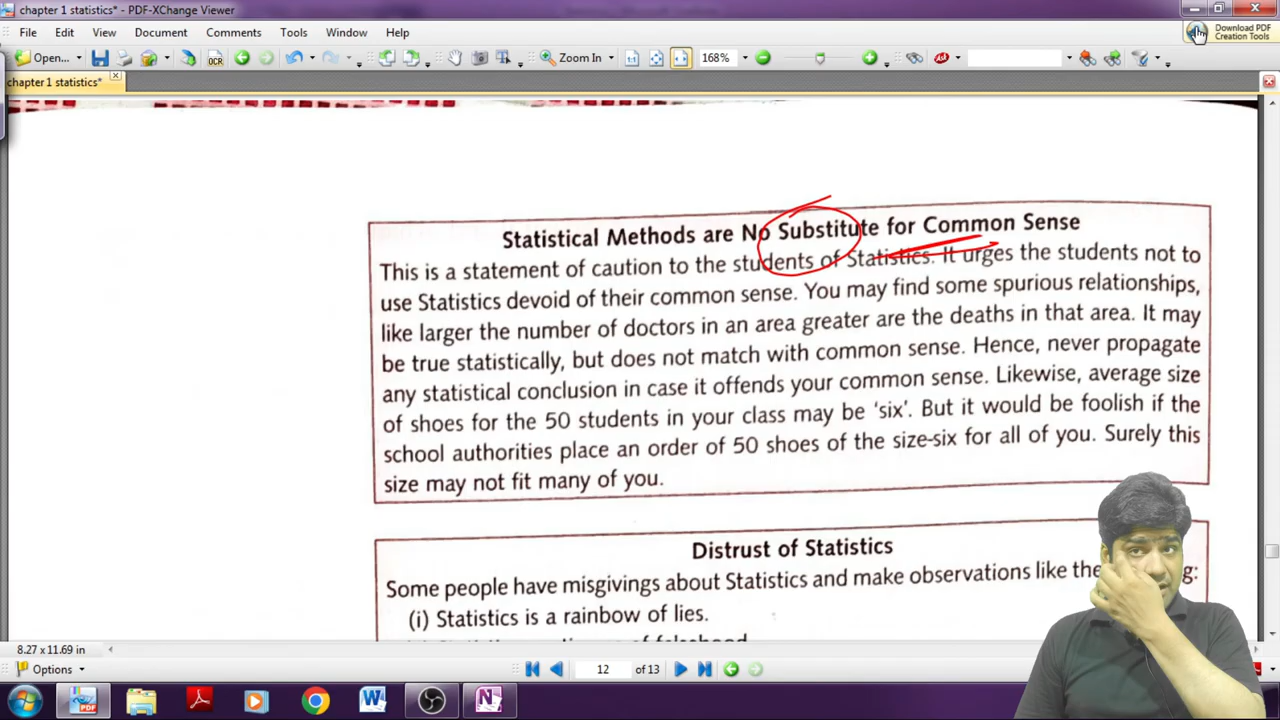 chapter 1 statistics* - PDF-XChange Viewer
File Edit View Document Comments Tools Window Help
Download PDF
Creation Tools
Open...
OCR
Zoom In
168%
chapter 1 statistics*
Statistical Methods are No Substitute for Common Sense
This is a statement of caution to the students of Statistics. It urges the students not to
use Statistics devoid of their common sense. You may find some spurious relationships,
like larger the number of doctors in an area greater are the deaths in that area. It may
be true statistically, but does not match with common sense. Hence, never propagate
any statistical conclusion in case it offends your common sense. Likewise, average size
of shoes for the 50 students in your class may be ‘six’. But it would be foolish if the
school authorities place an order of 50 shoes of the size-six for all of you. Surely this
size may not fit many of you.
Distrust of Statistics
Some people have misgivings about Statistics and make observations like the
(i) Statistics is a rainbow of lies.
8.27 x 11.69 in
Options
12 of 13
PDF
W
N